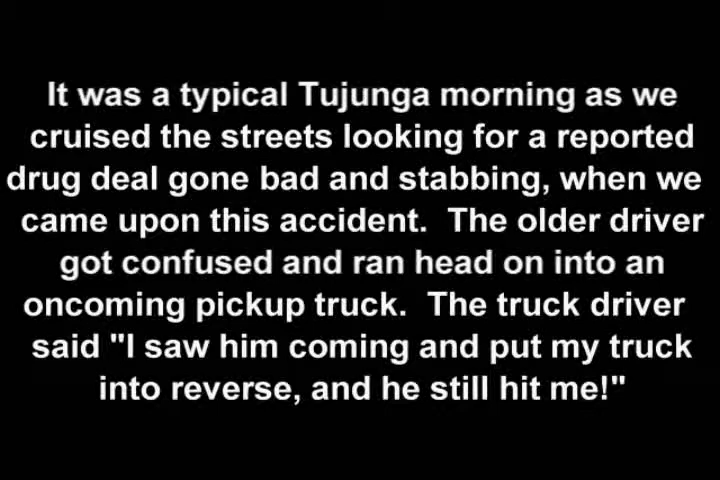 It was a typical Tujunga morning as we
cruised the streets looking for a reported
drug deal gone bad and stabbing, when we
came upon this accident.  The older driver
got confused and ran head on into an
oncoming pickup truck.  The truck driver
said "I saw him coming and put my truck
into reverse, and he still hit me!"